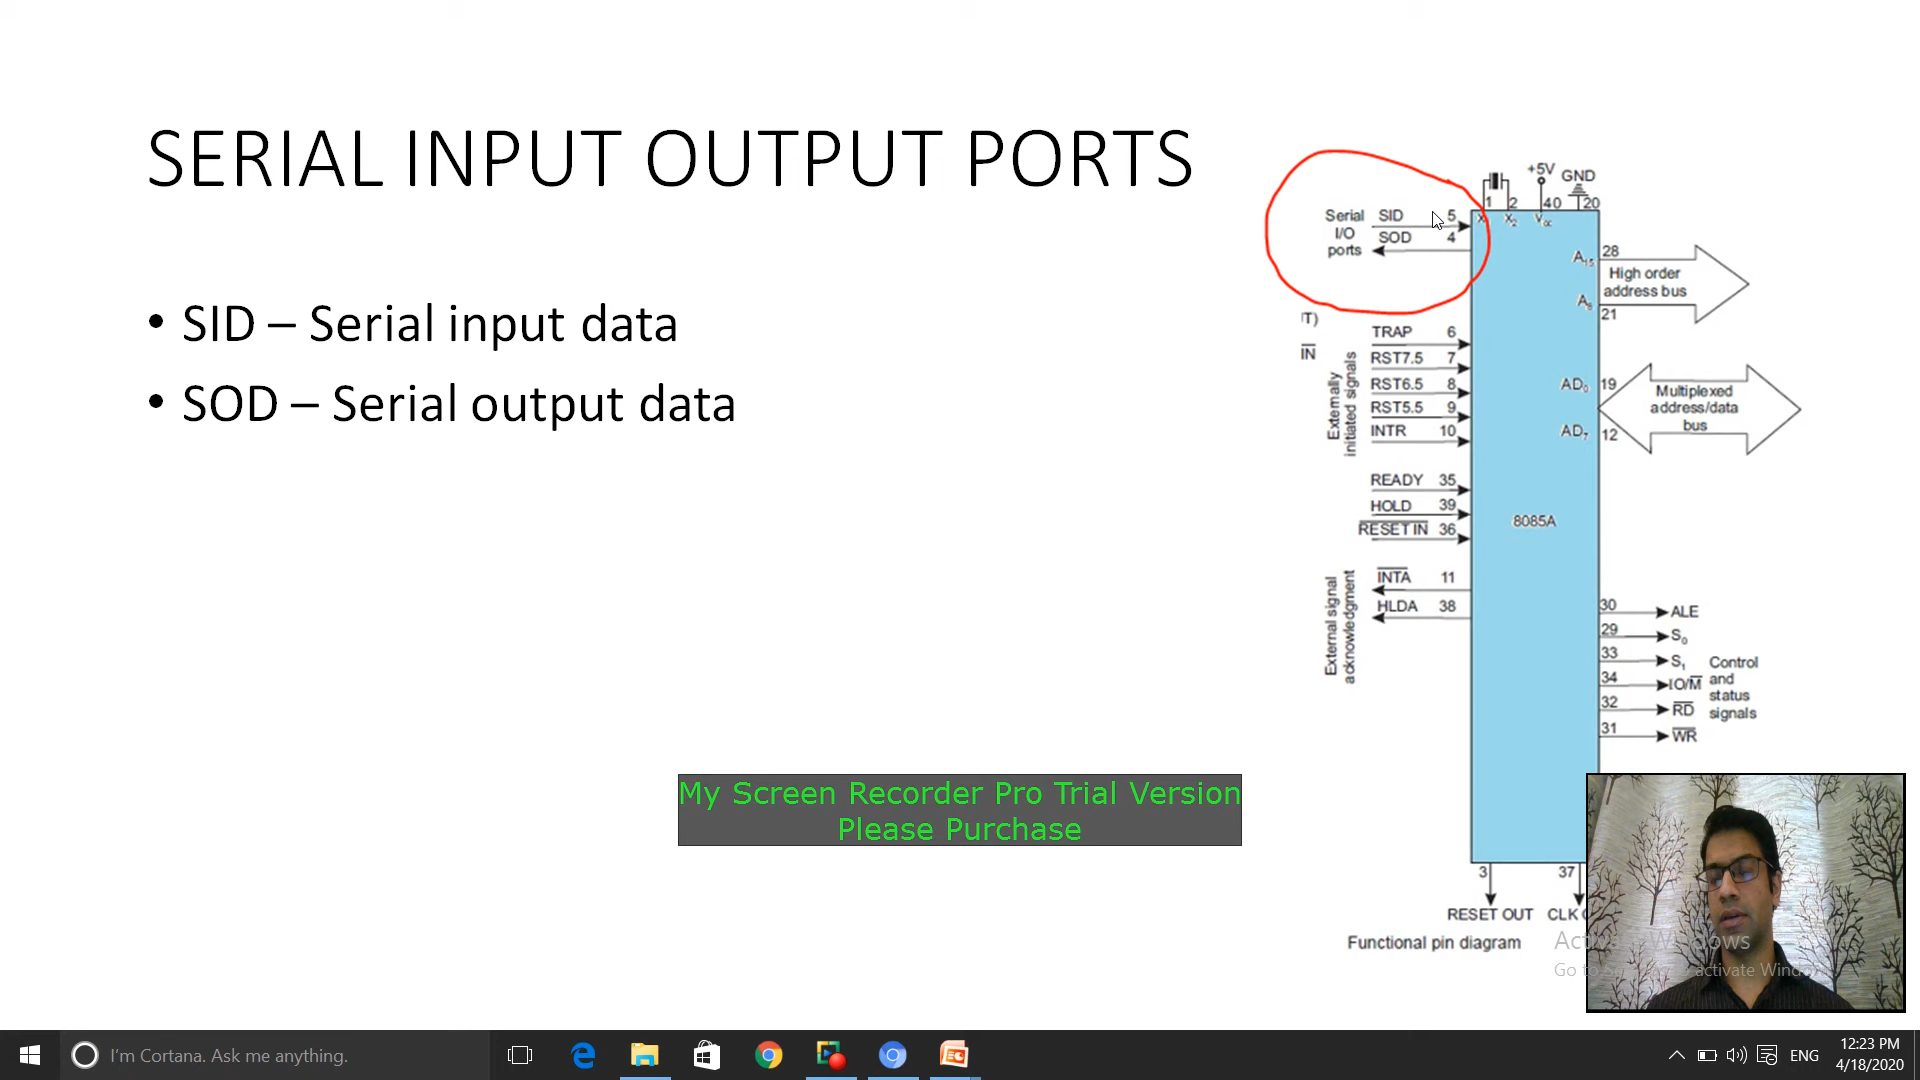 SERIAL INPUT OUTPUT PORTS
• SID – Serial input data
• SOD – Serial output data
+5V GND
1 2 40 20
X1 X2 Vcc
Serial
I/O
ports
SID 5
SOD 4
TRAP 6
RST7.5 7
RST6.5 8
RST5.5 9
INTR 10
Externally
initiated signals
READY 35
HOLD 39
RESET IN 36
INTA 11
HLDA 38
External signal
acknowledgment
8085A
A15 28
High order
address bus
A8 21
AD0 19
Multiplexed
address/data
bus
AD7 12
30 ALE
29 S0
33 S1
34 IO/M
32 RD
31 WR
Control
and
status
signals
3 37
RESET OUT CLK
Functional pin diagram
My Screen Recorder Pro Trial Version
Please Purchase
I'm Cortana. Ask me anything.
ENG
12:23 PM
4/18/2020